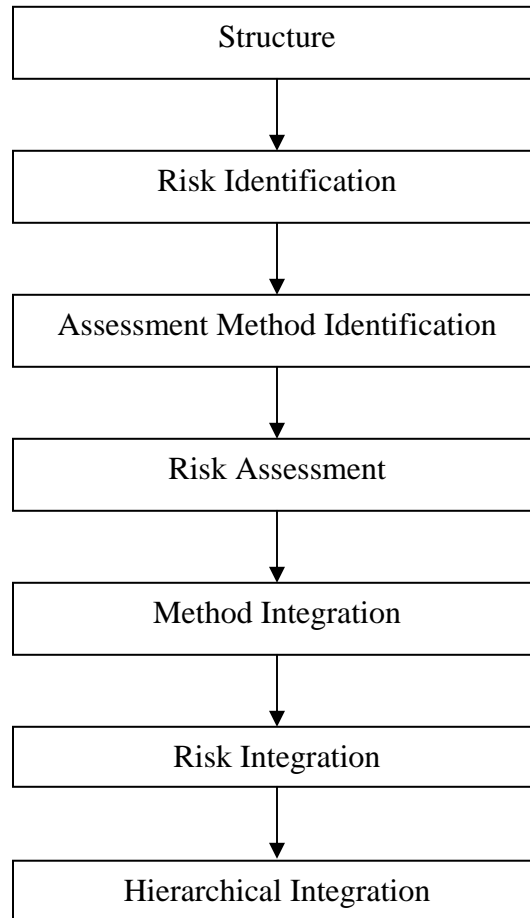 Structure
Risk Identification
Assessment Method Identification
Risk Assessment
Method Integration
Risk Integration
Hierarchical Integration